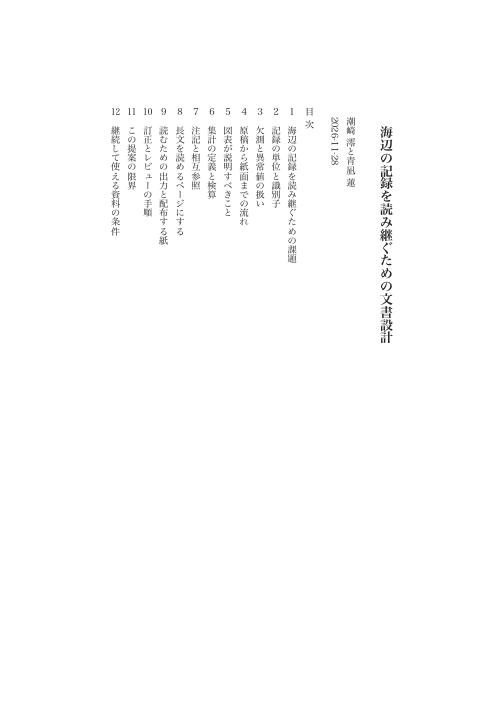 海辺の記録を読み継ぐための文書設計
潮崎 澪と青凪 蓮
2026-11-28
目次
1 海辺の記録を読み継ぐための課題
2 記録の単位と識別子
3 欠測と異常値の扱い
4 原稿から紙面までの流れ
5 図表が説明すべきこと
6 集計の定義と検算
7 注記と相互参照
8 長文を読めるページにする
9 読むための出力と配布する紙
10 訂正とレビューの手順
11 この提案の限界
12 継続して使える資料の条件